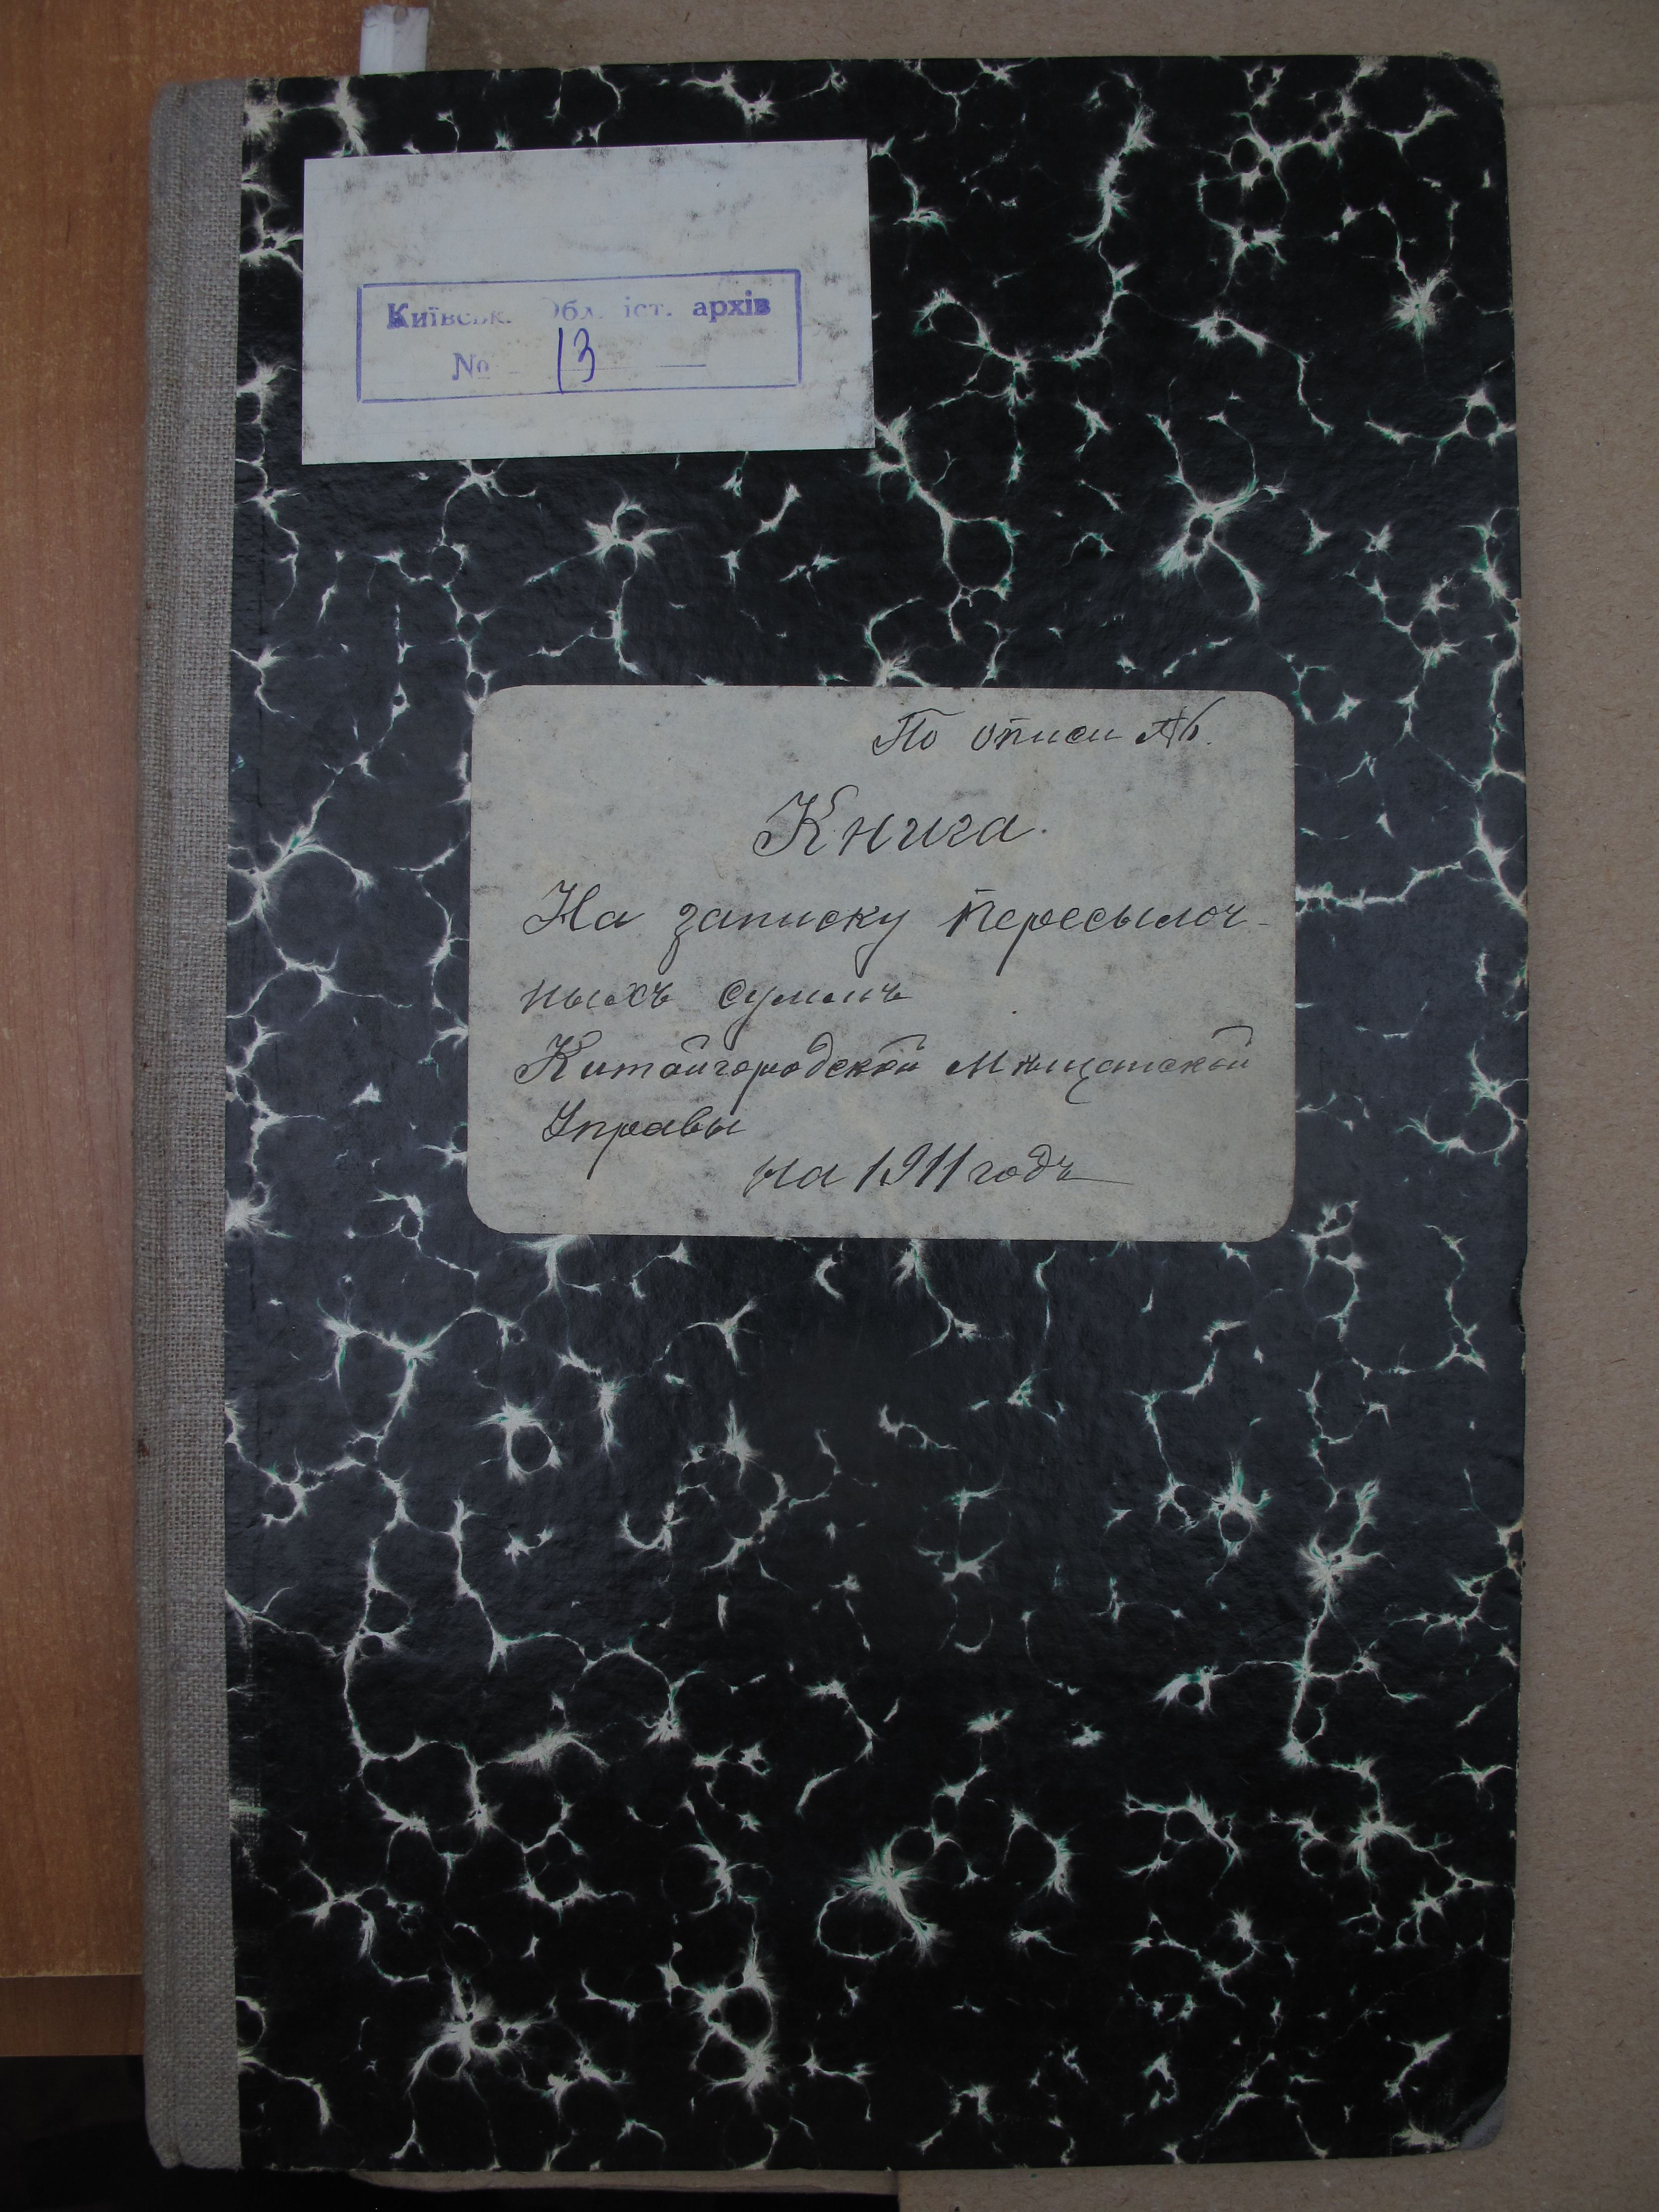 Київськ. Обл. іст. архів
No 13
По описи № 6.
Книга.
На записку пересылоч-
ныхъ суммъ
Китайгородской Мѣщанской
Управы
на 1911 годъ